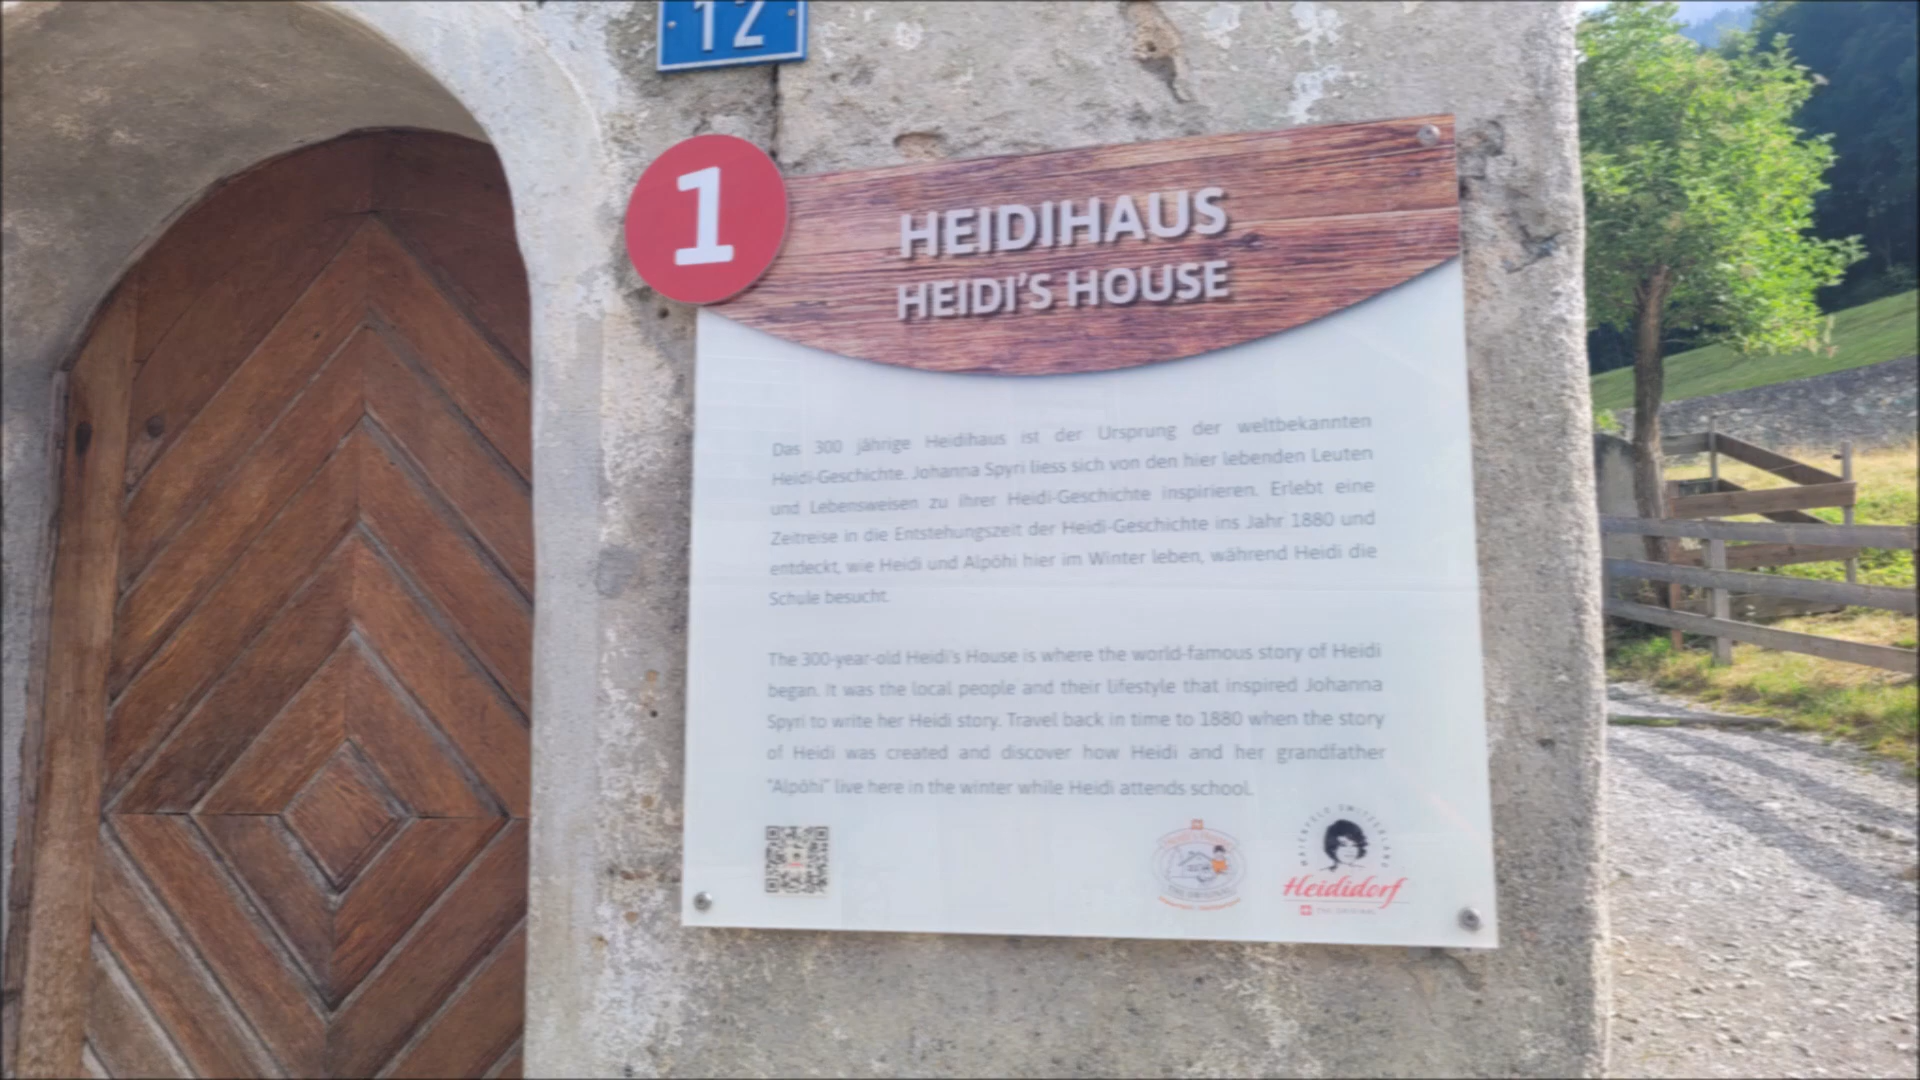 12
1
HEIDIHAUS
HEIDI'S HOUSE
Das 300 jährige Heidihaus ist der Ursprung der weltbekannten
Heidi-Geschichte. Johanna Spyri liess sich von den hier lebenden Leuten
und Lebensweisen zu ihrer Heidi-Geschichte inspirieren. Erlebt eine
Zeitreise in die Entstehungszeit der Heidi-Geschichte ins Jahr 1880 und
entdeckt, wie Heidi und Alpöhi hier im Winter leben, während Heidi die
Schule besucht.
The 300-year-old Heidi's House is where the world-famous story of Heidi
began. It was the local people and their lifestyle that inspired Johanna
Spyri to write her Heidi story. Travel back in time to 1880 when the story
of Heidi was created and discover how Heidi and her grandfather
"Alpöhi" live here in the winter while Heidi attends school.
MAIENFELD SWITZERLAND
Heididorf
THE ORIGINAL